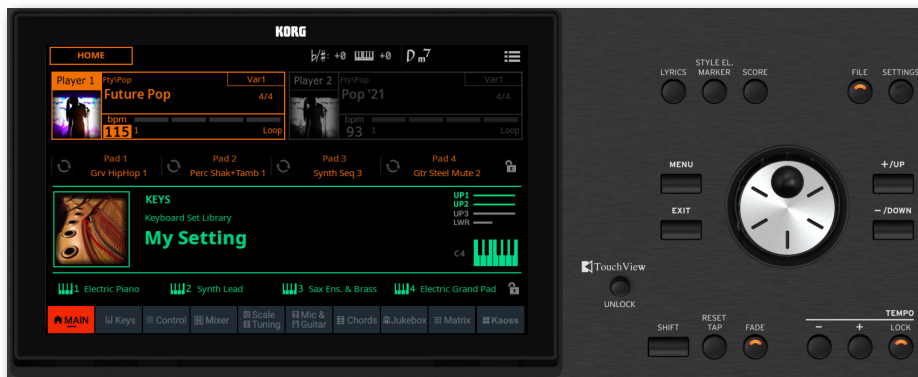 KORG
HOME
♭/♯: +0 +0 Dm7
Player 1 Fty\Pop Var1
Future Pop 4/4
bpm
115 1 Loop
Player 2 Fty\Pop Var1
Pop '21 4/4
bpm
93 1 Loop
Pad 1 Pad 2 Pad 3 Pad 4
Grv HipHop 1 Perc Shak+Tamb 1 Synth Seq 3 Gtr Steel Mute 2
KEYS
Keyboard Set Library
My Setting
UP1
UP2
UP3
LWR
C4
1 Electric Piano 2 Synth Lead 3 Sax Ens. & Brass 4 Electric Grand Pad
MAIN Keys Control Mixer Scale Tuning Mic & Guitar Chords Jukebox Matrix Kaoss
LYRICS
STYLE EL.
MARKER
SCORE
FILE
SETTINGS
MENU
+/UP
EXIT
-/DOWN
TouchView
UNLOCK
SHIFT
RESET
TAP
FADE
TEMPO
– + LOCK